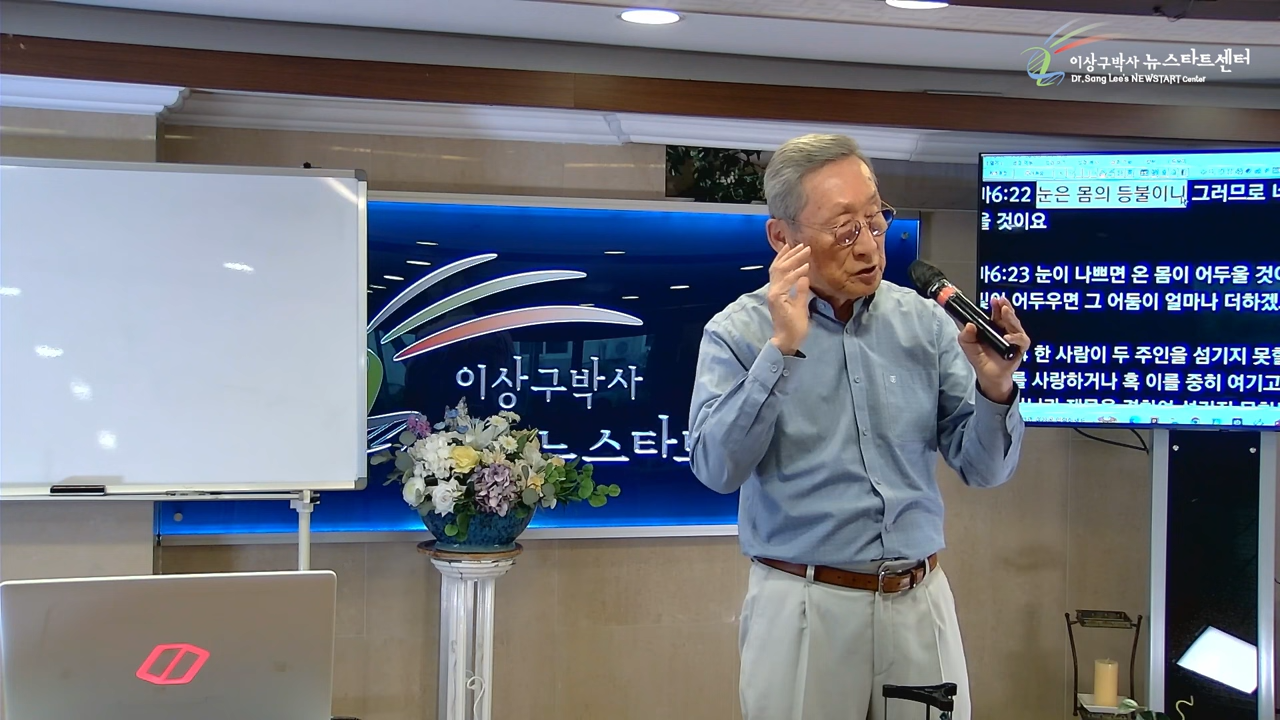 이상구박사 뉴스타트센터
Dr. Sang Lee's NEWSTART Center
마6:22 눈은 몸의 등불이니 그러므로 네
을 것이요
마6:23 눈이 나쁘면 온 몸이 어두울 것이
어두우면 그 어둠이 얼마나 더하겠
한 사람이 두 주인을 섬기지 못할
를 사랑하거나 혹 이를 중히 여기고
이상구박사
뉴스타트